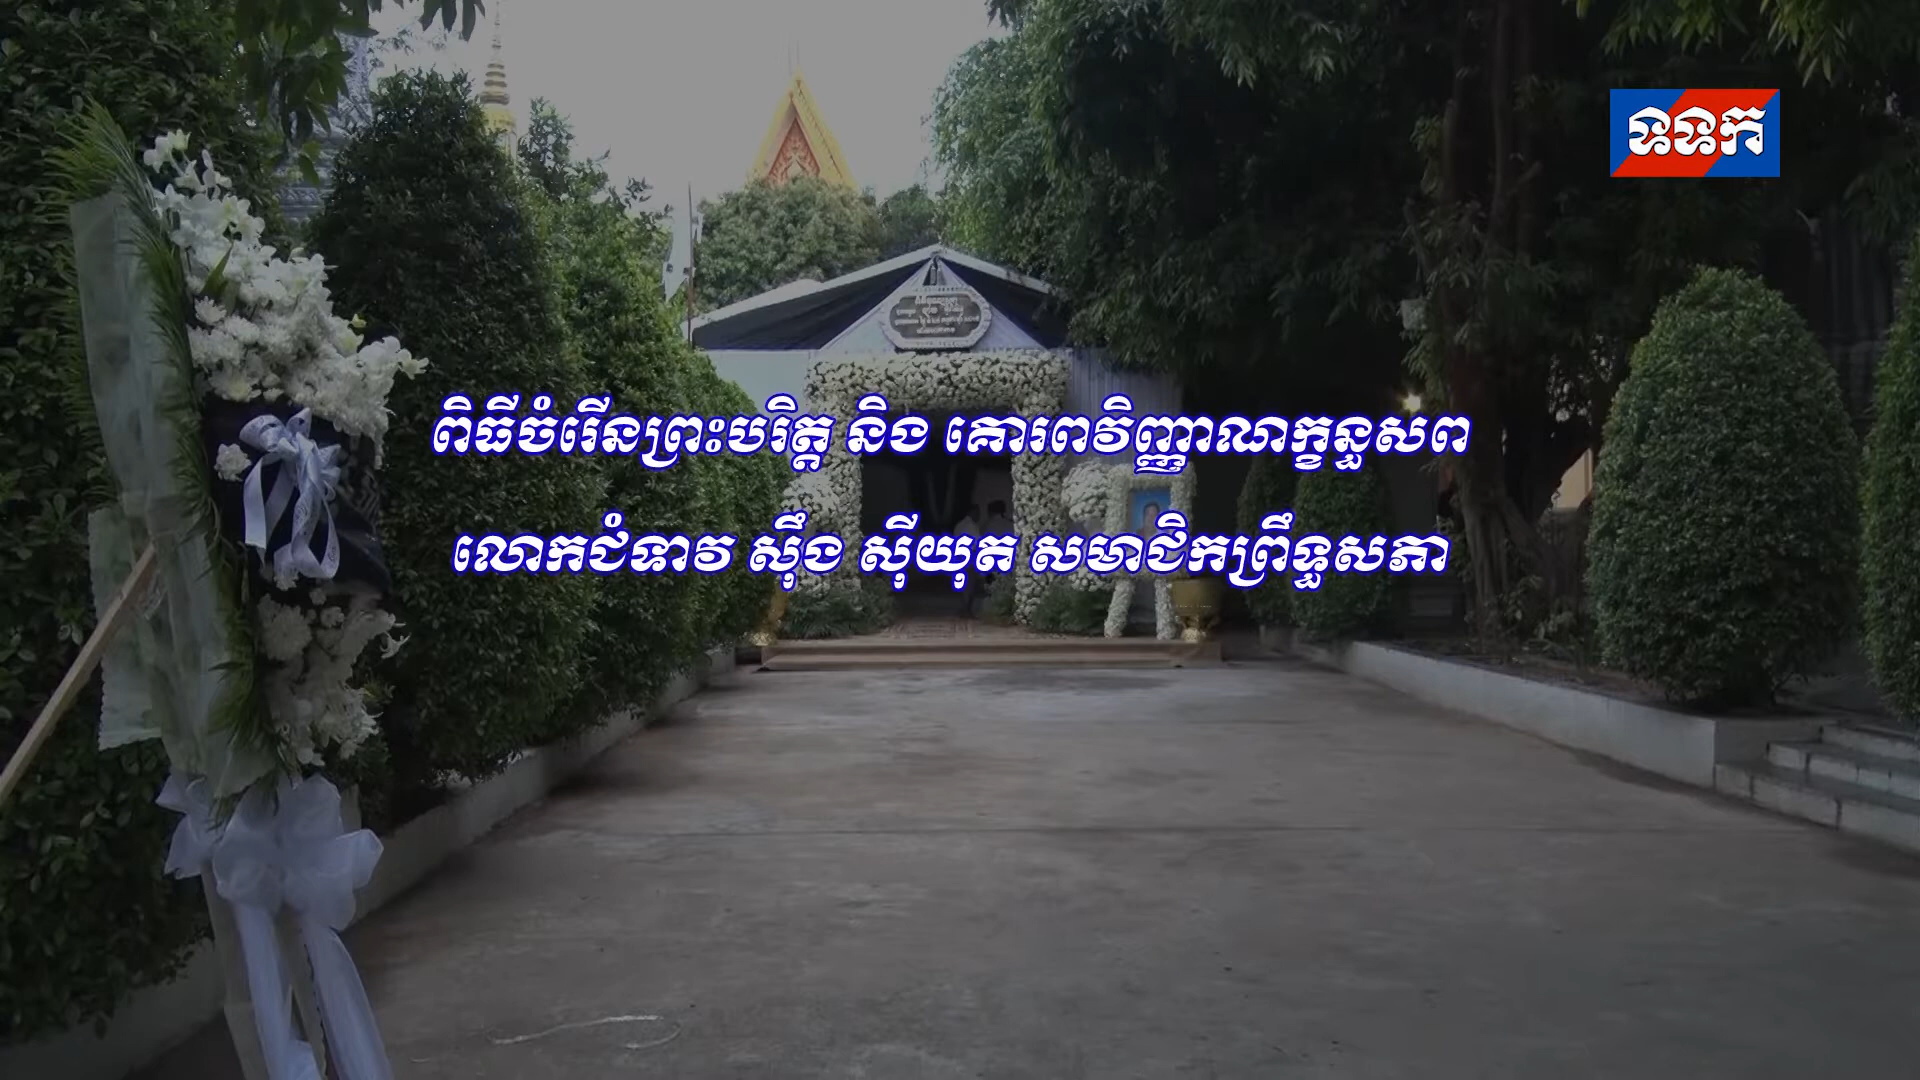 ទទក
ពិធីចំរើនព្រះបរិត្ត និង គោរពវិញ្ញាណក្ខន្ធសព
លោកជំទាវ ស៊ឹង ស៊ីយុត សមាជិកព្រឹទ្ធសភា